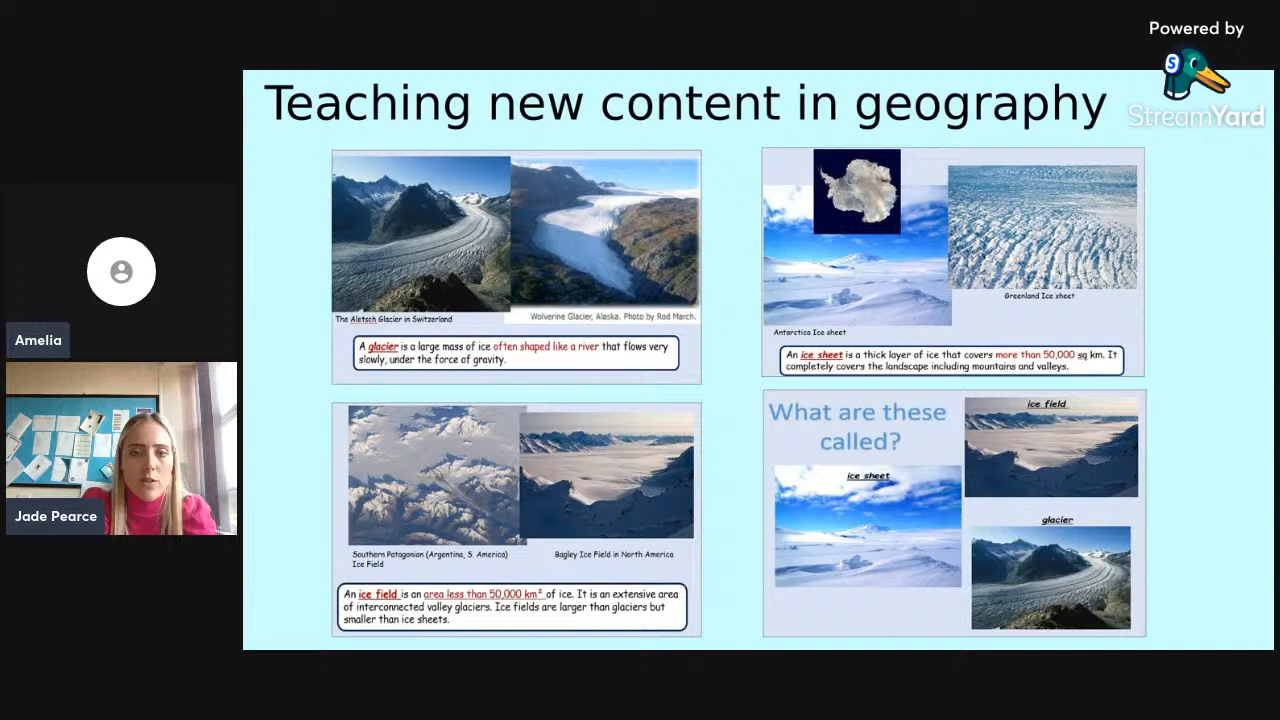 Powered by
StreamYard
Teaching new content in geography
The Aletsch Glacier in Switzerland
Wolverine Glacier, Alaska. Photo by Rod March.
A glacier is a large mass of ice often shaped like a river that flows very
slowly, under the force of gravity.
Greenland Ice sheet
Antarctica Ice sheet
An ice sheet is a thick layer of ice that covers more than 50,000 sq km. It
completely covers the landscape including mountains and valleys.
Southern Patagonian (Argentina, S. America)
Ice Field
Bagley Ice Field in North America
An ice field is an area less than 50,000 km² of ice. It is an extensive area
of interconnected valley glaciers. Ice fields are larger than glaciers but
smaller than ice sheets.
What are these
called?
ice field
ice sheet
glacier
Amelia
Jade Pearce